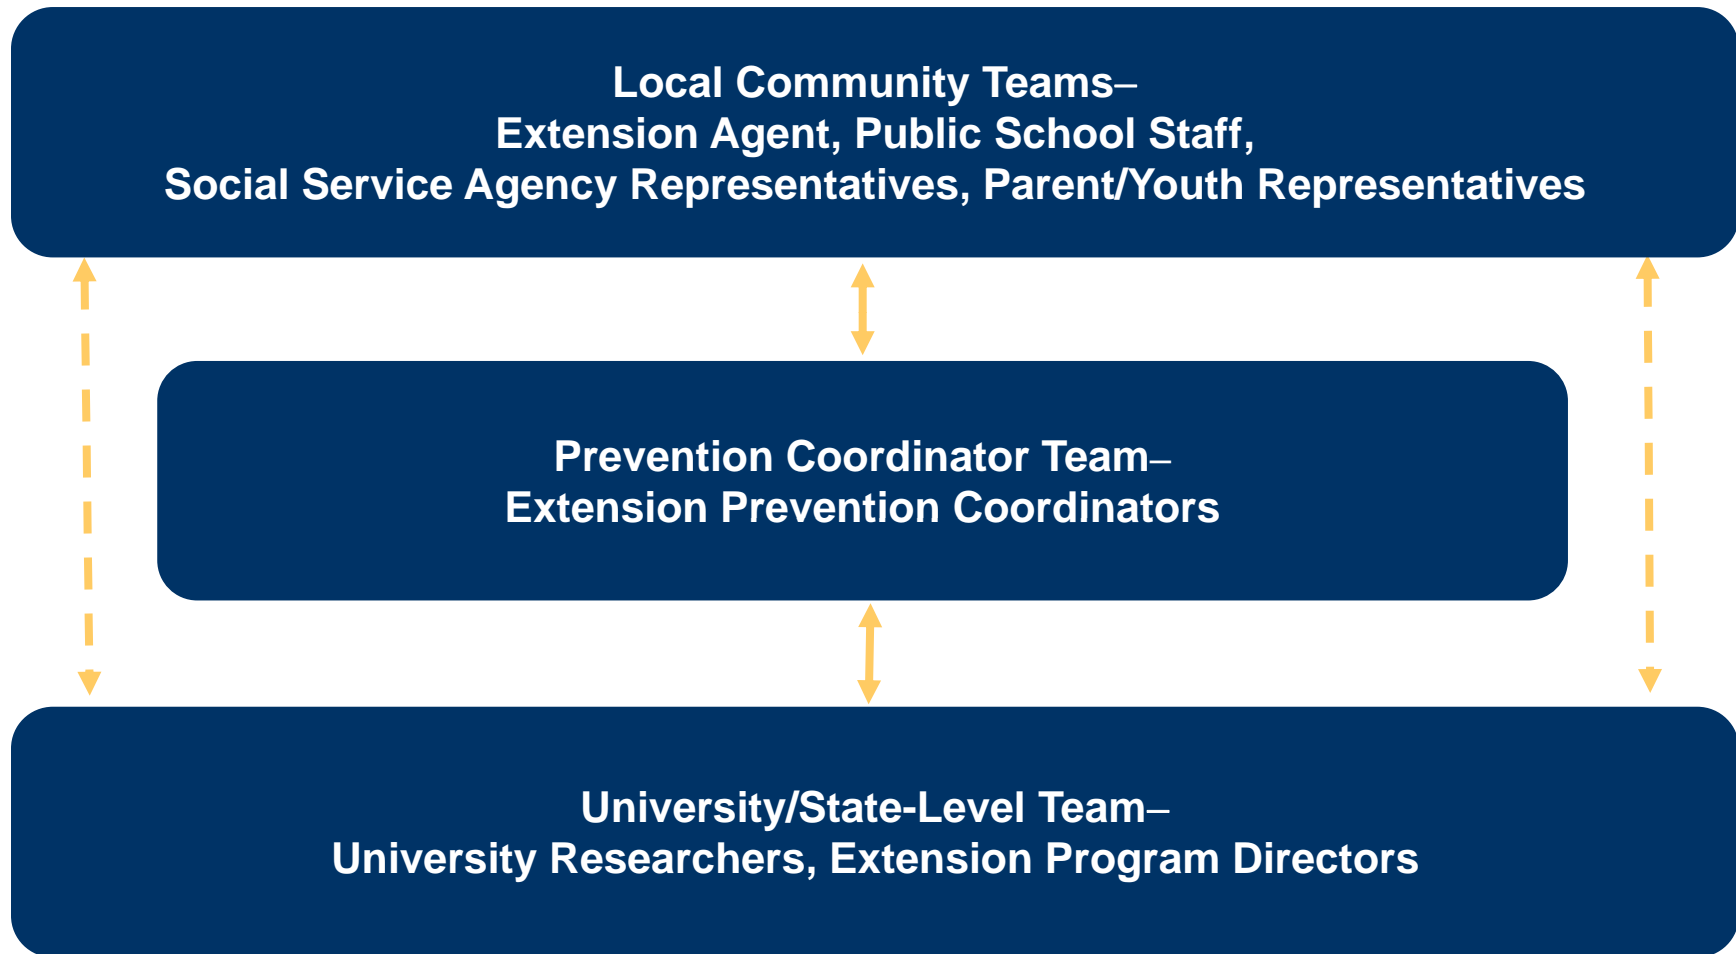 Local Community Teams–
Extension Agent, Public School Staff,
Social Service Agency Representatives, Parent/Youth Representatives
Prevention Coordinator Team–
Extension Prevention Coordinators
University/State-Level Team–
University Researchers, Extension Program Directors